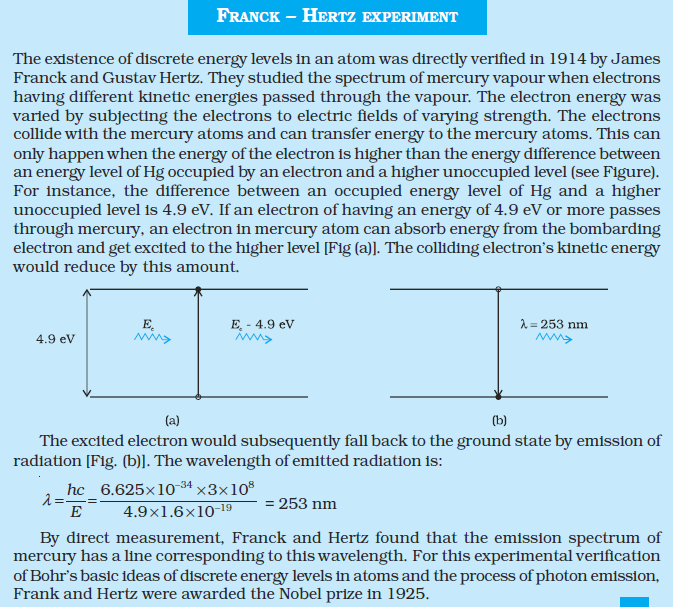 FRANCK – HERTZ EXPERIMENT
The existence of discrete energy levels in an atom was directly verified in 1914 by James
Franck and Gustav Hertz. They studied the spectrum of mercury vapour when electrons
having different kinetic energies passed through the vapour. The electron energy was
varied by subjecting the electrons to electric fields of varying strength. The electrons
collide with the mercury atoms and can transfer energy to the mercury atoms. This can
only happen when the energy of the electron is higher than the energy difference between
an energy level of Hg occupied by an electron and a higher unoccupied level (see Figure).
For instance, the difference between an occupied energy level of Hg and a higher
unoccupied level is 4.9 eV. If an electron of having an energy of 4.9 eV or more passes
through mercury, an electron in mercury atom can absorb energy from the bombarding
electron and get excited to the higher level [Fig (a)]. The colliding electron's kinetic energy
would reduce by this amount.
4.9 eV
Eₑ
Eₑ - 4.9 eV
λ = 253 nm
(a)
(b)
The excited electron would subsequently fall back to the ground state by emission of
radiation [Fig. (b)]. The wavelength of emitted radiation is:
λ = hc/E = (6.625×10⁻³⁴ ×3×10⁸)/(4.9×1.6×10⁻¹⁹) = 253 nm
By direct measurement, Franck and Hertz found that the emission spectrum of
mercury has a line corresponding to this wavelength. For this experimental verification
of Bohr's basic ideas of discrete energy levels in atoms and the process of photon emission,
Frank and Hertz were awarded the Nobel prize in 1925.